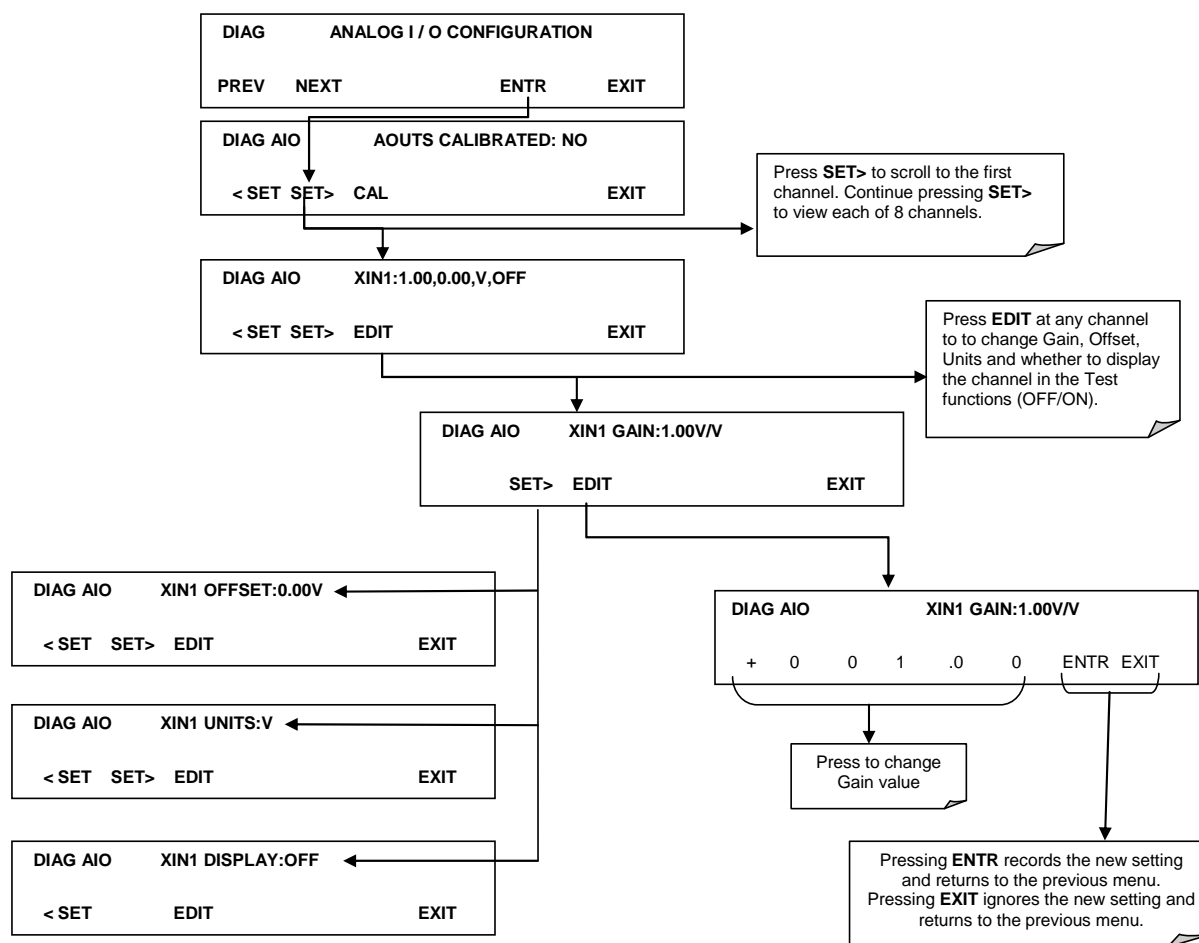 DIAG ANALOG I / O CONFIGURATION
PREV NEXT ENTR EXIT
DIAG AIO AOUTS CALIBRATED: NO
< SET SET> CAL EXIT
Press SET> to scroll to the first
channel. Continue pressing SET>
to view each of 8 channels.
DIAG AIO XIN1:1.00,0.00,V,OFF
< SET SET> EDIT EXIT
Press EDIT at any channel
to to change Gain, Offset,
Units and whether to display
the channel in the Test
functions (OFF/ON).
DIAG AIO XIN1 GAIN:1.00V/V
SET> EDIT EXIT
DIAG AIO XIN1 OFFSET:0.00V
< SET SET> EDIT EXIT
DIAG AIO XIN1 GAIN:1.00V/V
+ 0 0 1 .0 0 ENTR EXIT
DIAG AIO XIN1 UNITS:V
< SET SET> EDIT EXIT
Press to change
Gain value
DIAG AIO XIN1 DISPLAY:OFF
< SET EDIT EXIT
Pressing ENTR records the new setting
and returns to the previous menu.
Pressing EXIT ignores the new setting and
returns to the previous menu.